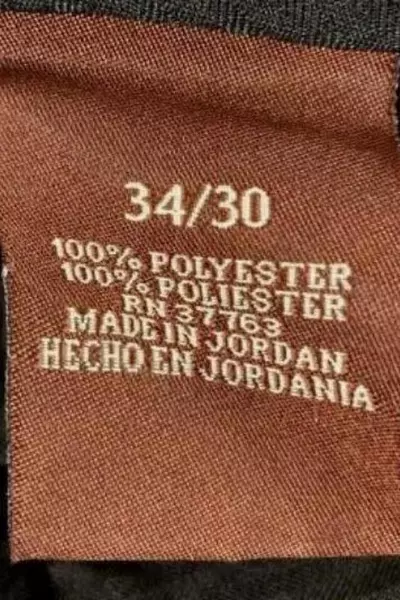 34/30
100% POLYESTER
100% POLIESTER
RN 37763
MADE IN JORDAN
HECHO EN JORDANIA